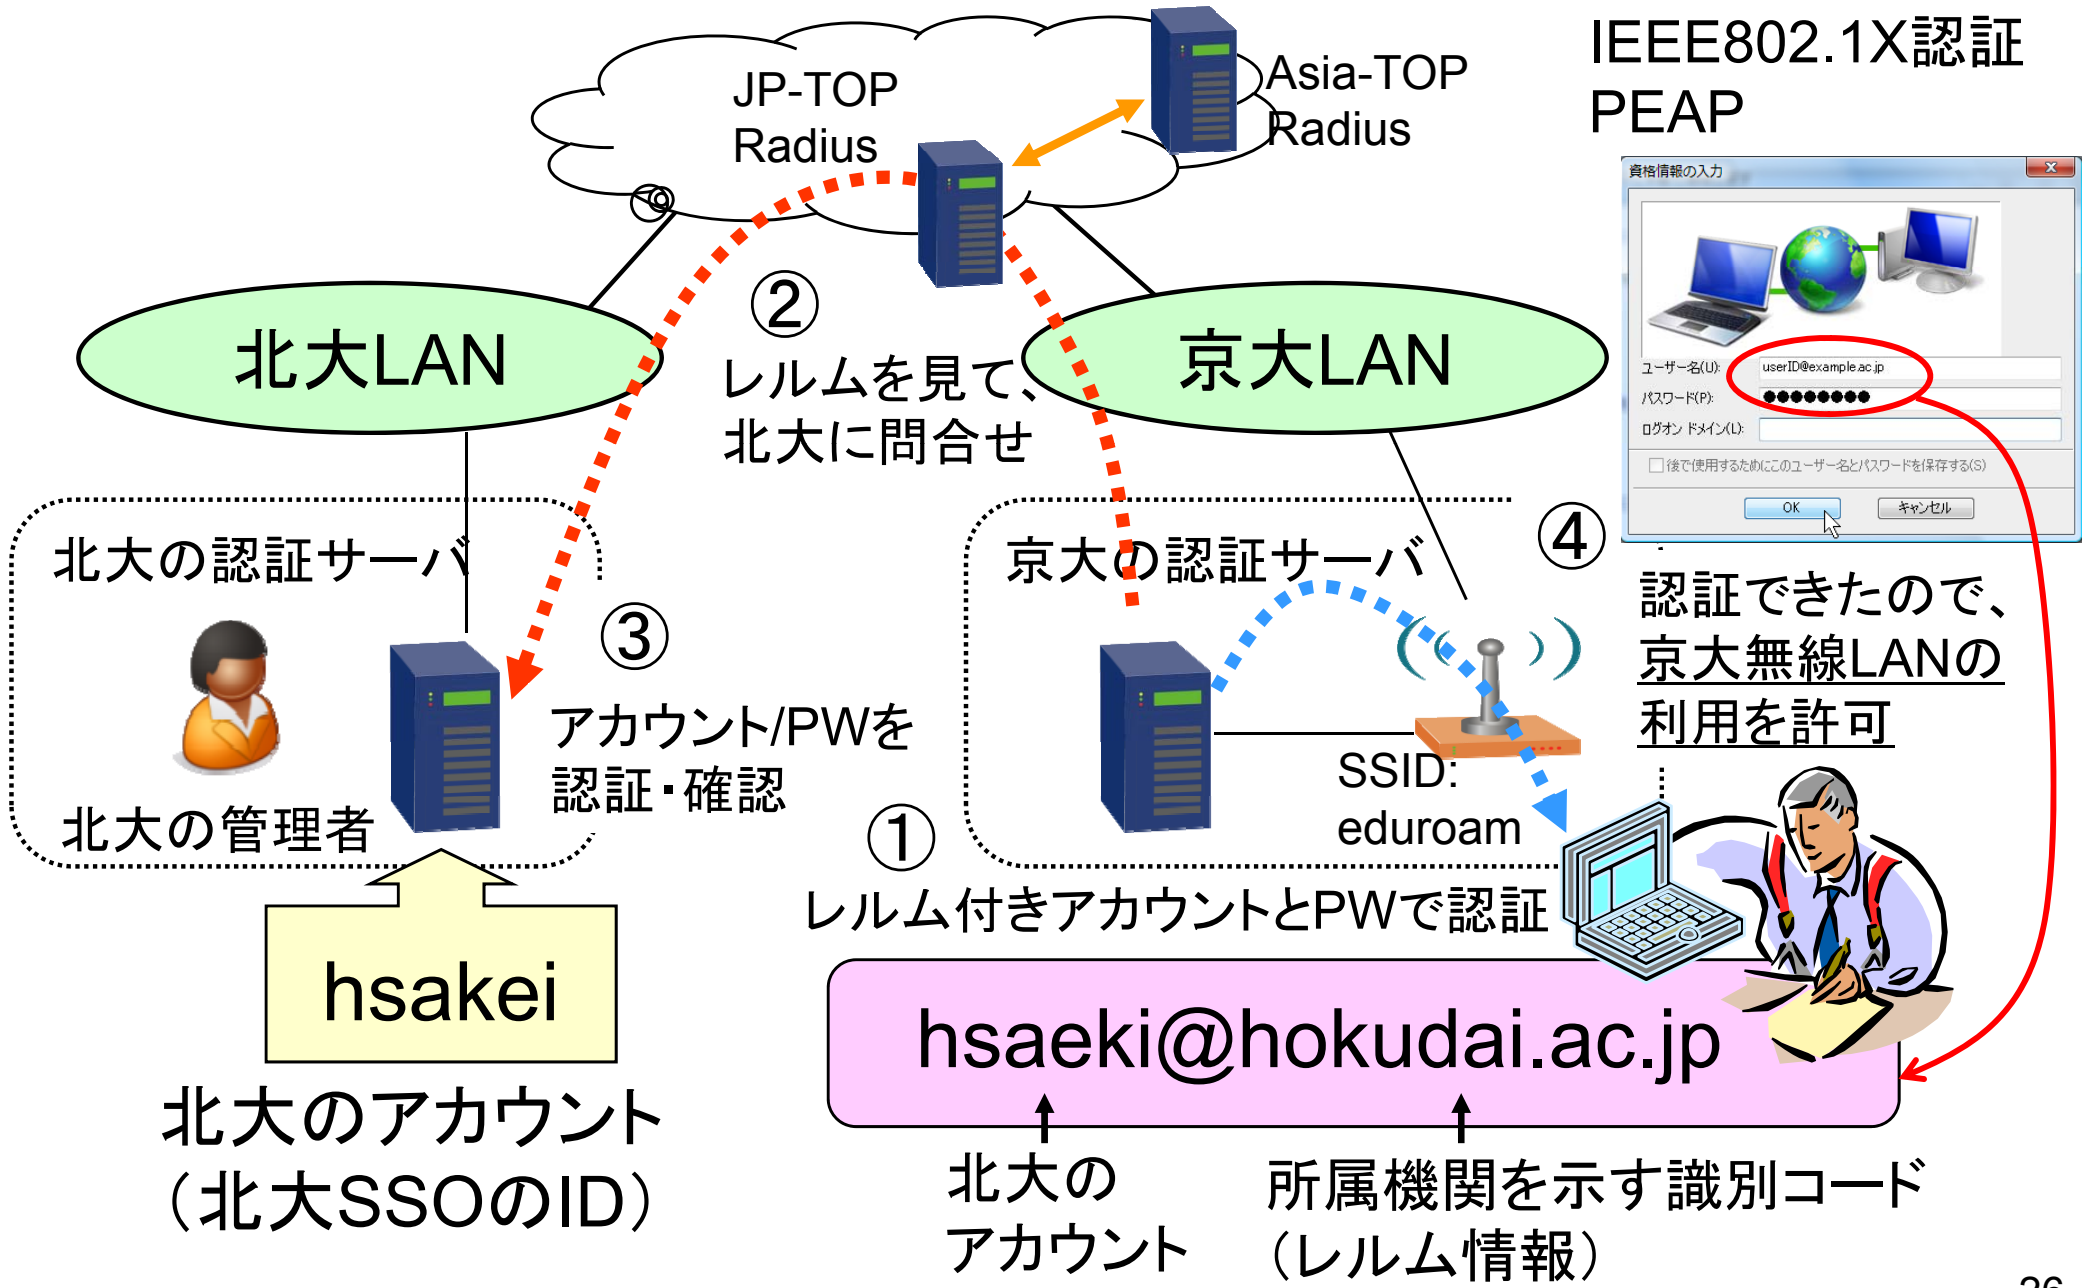 IEEE802.1X認証
PEAP
JP-TOP
Radius
Asia-TOP
Radius
資格情報の入力
ユーザー名(U):
userID@example.ac.jp
パスワード(P):
●●●●●●●●
ログオン ドメイン(L):
後で使用するためにこのユーザー名とパスワードを保存する(S)
OK
キャンセル
北大LAN
京大LAN
②
レルムを見て、
北大に問合せ
北大の認証サーバ
京大の認証サーバ
④
認証できたので、
京大無線LANの
利用を許可
③
アカウント/PWを
認証・確認
北大の管理者
SSID:
eduroam
①
レルム付きアカウントとPWで認証
hsakei
北大のアカウント
（北大SSOのID）
hsaeki@hokudai.ac.jp
北大の
アカウント
所属機関を示す識別コード
（レルム情報）